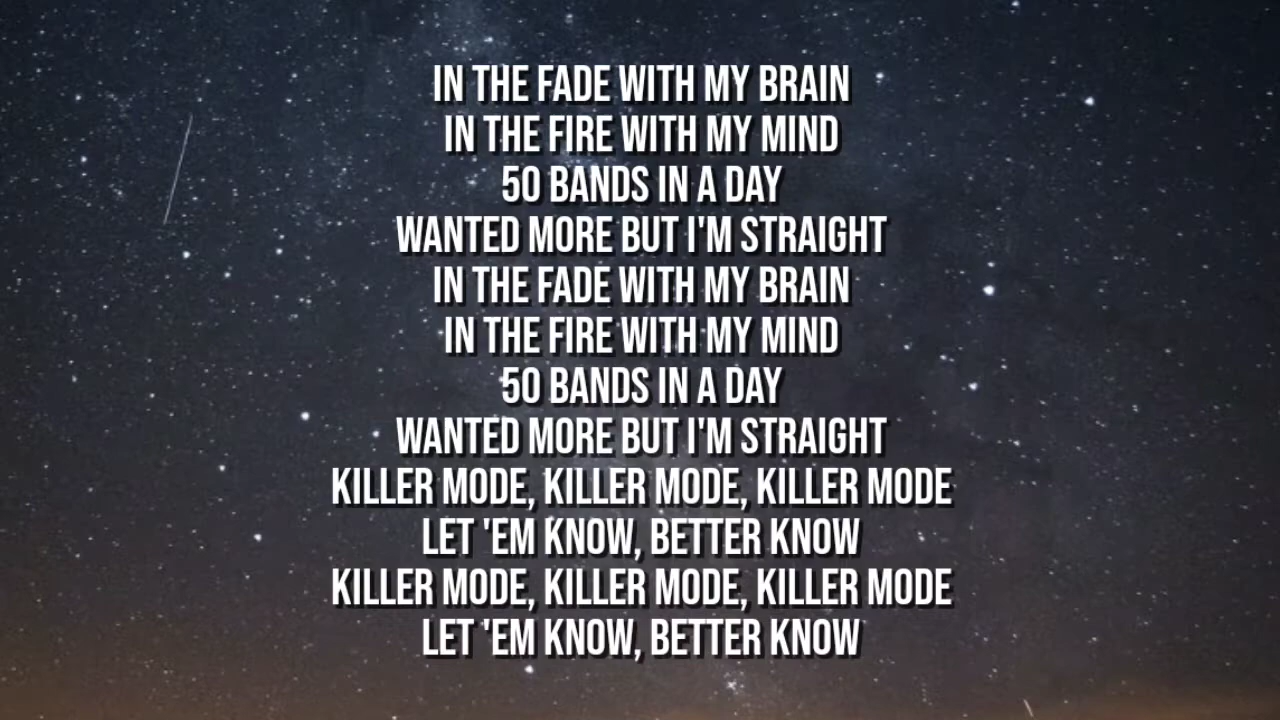 IN THE FADE WITH MY BRAIN
IN THE FIRE WITH MY MIND
50 BANDS IN A DAY
WANTED MORE BUT I'M STRAIGHT
IN THE FADE WITH MY BRAIN
IN THE FIRE WITH MY MIND
50 BANDS IN A DAY
WANTED MORE BUT I'M STRAIGHT
KILLER MODE, KILLER MODE, KILLER MODE
LET 'EM KNOW, BETTER KNOW
KILLER MODE, KILLER MODE, KILLER MODE
LET 'EM KNOW, BETTER KNOW